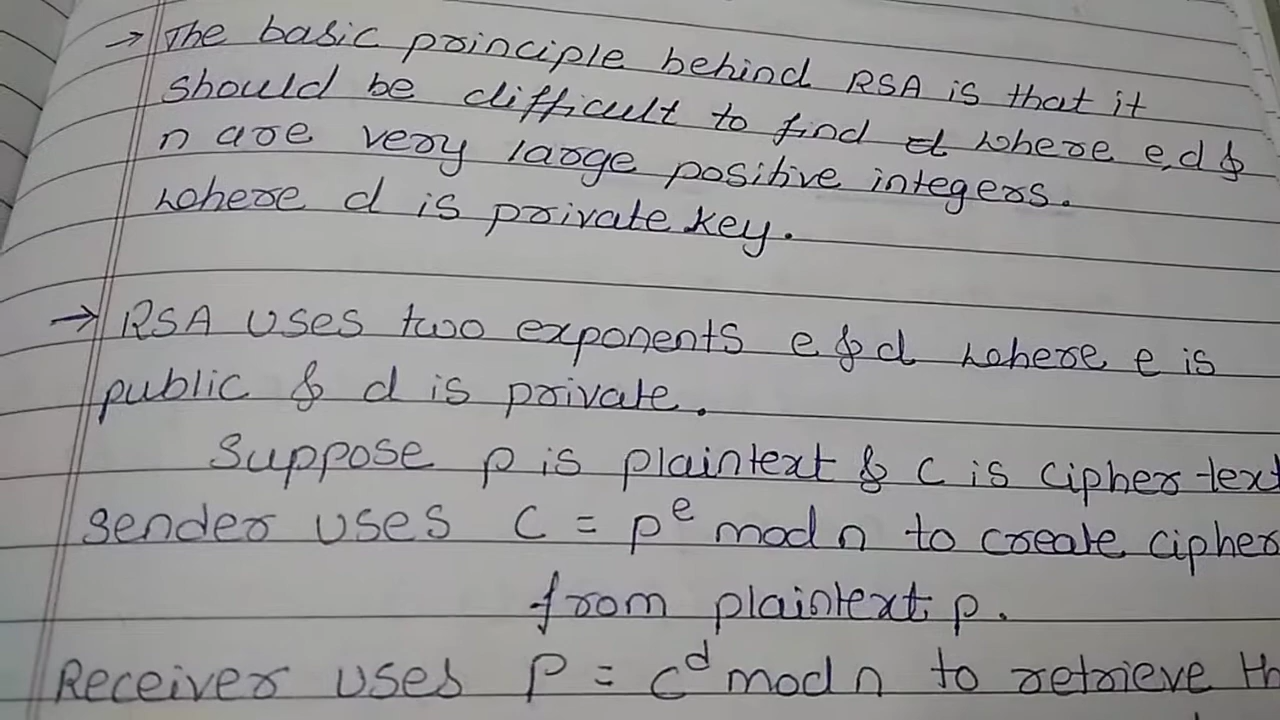 → The basic principle behind RSA is that it
should be difficult to find d where e,d &
n are very large positive integers.
where d is private key.
→ RSA uses two exponents e & d where e is
public & d is private.
Suppose p is plaintext & c is cipher-text
sender uses c = p^e mod n to create cipher
from plaintext p.
Receiver uses P = c^d mod n to retrieve th